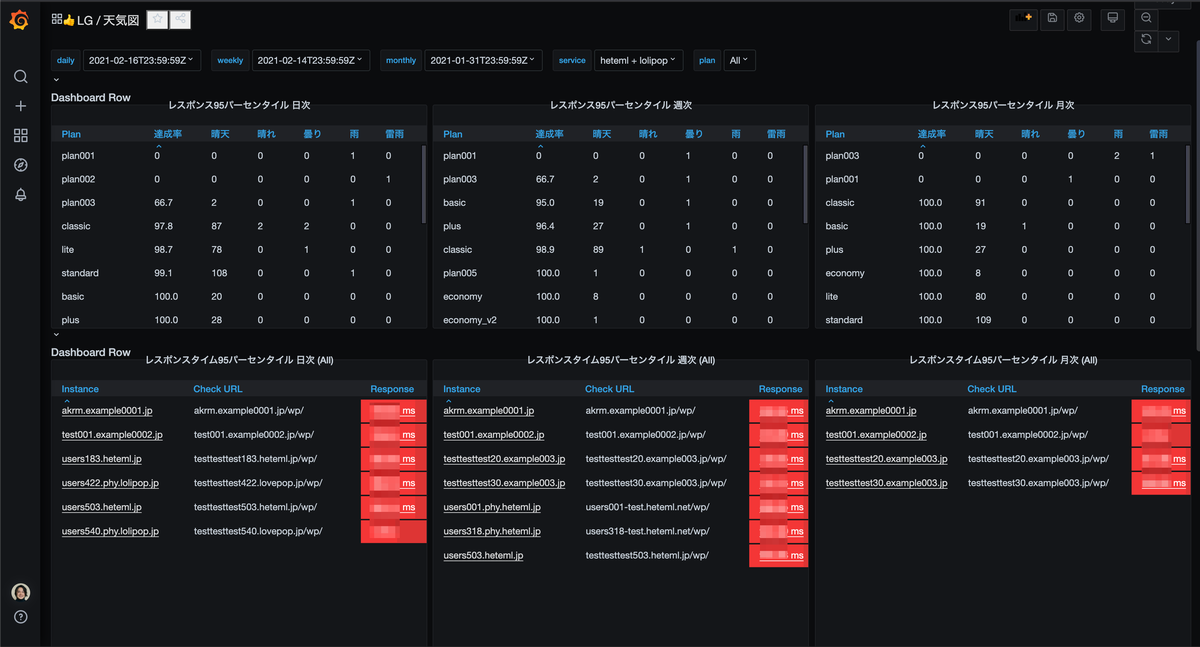 LG / 天気図
daily 2021-02-16T23:59:59Z weekly 2021-02-14T23:59:59Z monthly 2021-01-31T23:59:59Z service heteml + lolipop plan All
Dashboard Row
レスポンス95パーセンタイル 日次
Plan 達成率 晴天 晴れ 曇り 雨 雷雨
plan001 0 0 0 0 1 0
plan002 0 0 0 0 0 1
plan003 66.7 2 0 0 1 0
classic 97.8 87 2 2 0 0
lite 98.7 78 0 1 0 0
standard 99.1 108 0 0 1 0
basic 100.0 20 0 0 0 0
plus 100.0 28 0 0 0 0
レスポンス95パーセンタイル 週次
Plan 達成率 晴天 晴れ 曇り 雨 雷雨
plan001 0 0 0 1 0 0
plan003 66.7 2 0 1 0 0
basic 95.0 19 0 1 0 0
plus 96.4 27 0 1 0 0
classic 98.9 89 1 0 1 0
plan005 100.0 1 0 0 0 0
economy 100.0 8 0 0 0 0
economy_v2 100.0 1 0 0 0 0
レスポンス95パーセンタイル 月次
Plan 達成率 晴天 晴れ 曇り 雨 雷雨
plan003 0 0 0 0 2 1
plan001 0 0 0 1 0 0
classic 100.0 91 0 0 0 0
basic 100.0 19 1 0 0 0
plus 100.0 27 0 0 0 0
economy 100.0 8 0 0 0 0
lite 100.0 80 0 0 0 0
standard 100.0 109 0 0 0 0
Dashboard Row
レスポンスタイム95パーセンタイル 日次 (All)
Instance Check URL Response
akrm.example0001.jp akrm.example0001.jp/wp/ ms
test001.example0002.jp test001.example0002.jp/wp/ ms
users183.heteml.jp testtesttest183.heteml.jp/wp/ ms
users422.phy.lolipop.jp testtesttest422.lovepop.jp/wp/ ms
users503.heteml.jp testtesttest503.heteml.jp/wp/ ms
users540.phy.lolipop.jp testtesttest540.lovepop.jp/wp/
レスポンスタイム95パーセンタイル 週次 (All)
Instance Check URL Response
akrm.example0001.jp akrm.example0001.jp/wp/ ms
test001.example0002.jp test001.example0002.jp/wp/ ms
testtesttest20.example003.jp testtesttest20.example003.jp/wp/ ms
testtesttest30.example003.jp testtesttest30.example003.jp/wp/ ms
users001.phy.heteml.jp users001-test.heteml.net/wp/ ms
users318.phy.heteml.jp users318-test.heteml.net/wp/ ms
users503.heteml.jp testtesttest503.heteml.jp/wp/ ms
レスポンスタイム95パーセンタイル 月次 (All)
Instance Check URL Response
akrm.example0001.jp akrm.example0001.jp/wp/ ms
test001.example0002.jp test001.example0002.jp/wp/
testtesttest20.example003.jp testtesttest20.example003.jp/wp/ ms
testtesttest30.example003.jp testtesttest30.example003.jp/wp/ ms